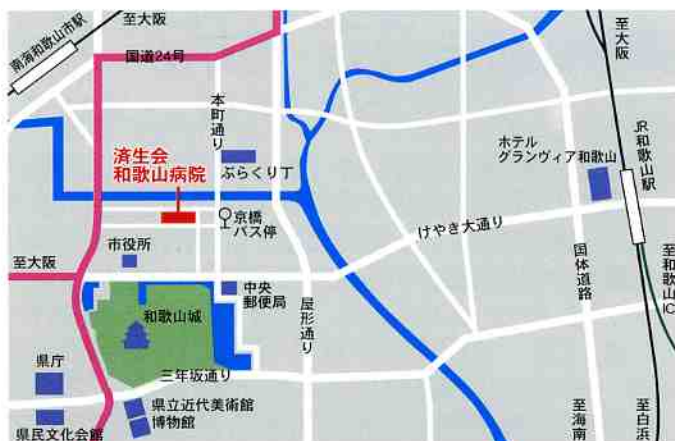 至大阪
南海和歌山市駅
国道24号
至大阪
本町通り
済生会
和歌山病院
ぶらくり丁
ホテル
グランヴィア和歌山
JR和歌山駅
京橋
バス停
けやき大通り
市役所
至大阪
国体道路
至和歌山IC
中央
郵便局
和歌山城
屋形通り
県庁
三年坂通り
県立近代美術館
博物館
県民文化会館
至海南
至白浜